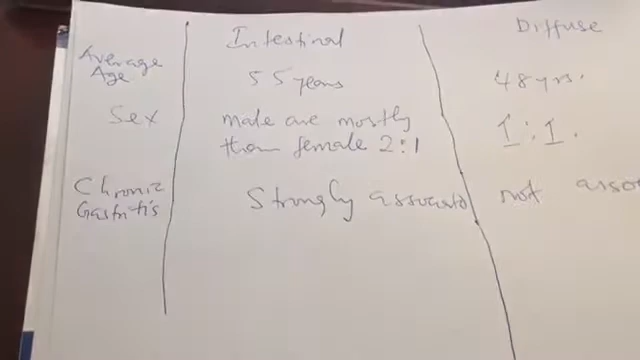 Intestinal Diffuse
Average
Age 55 years 48 yrs.
Sex male are mostly 1:1.
than female 2:1
Chronic
Gastritis Strongly associated not assoc